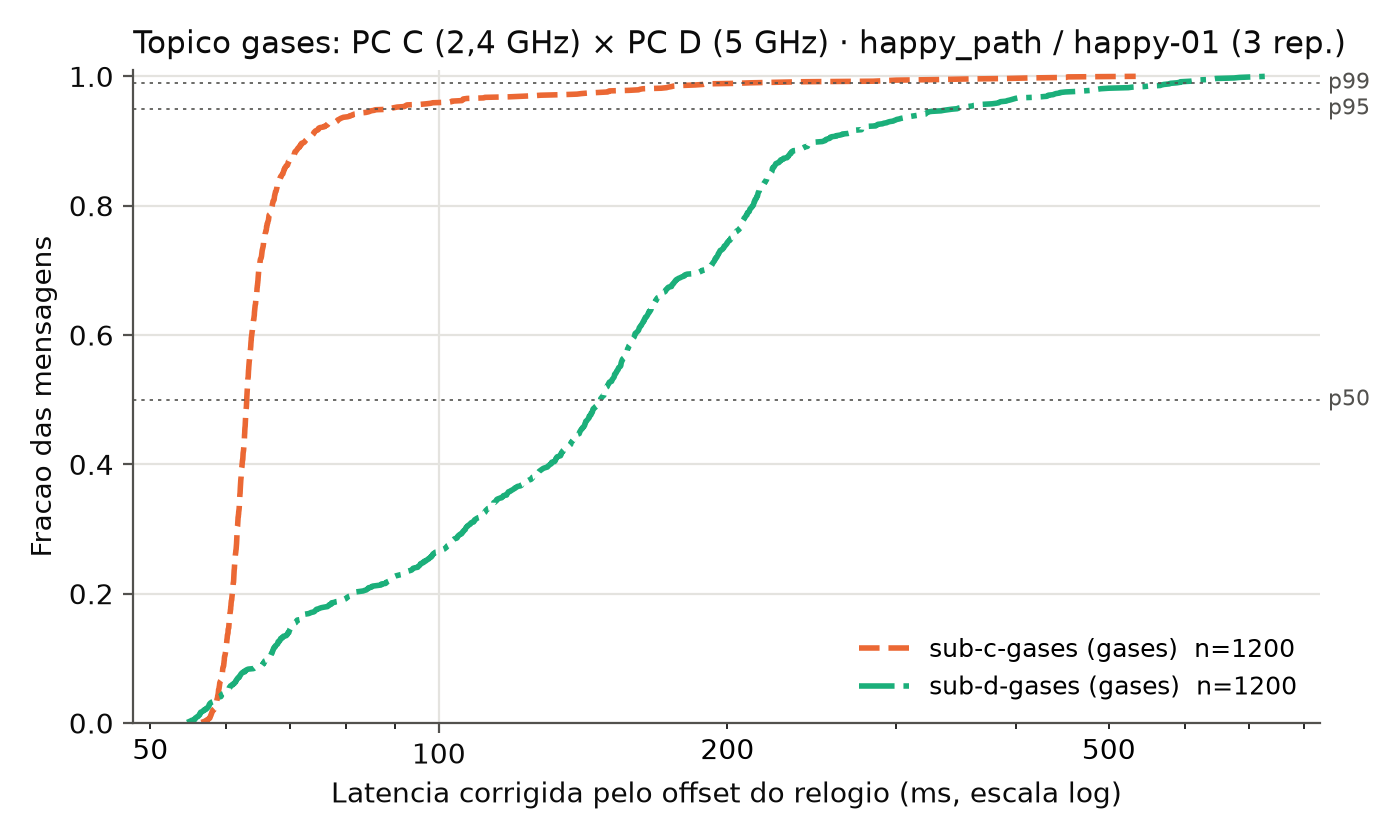 Topico gases: PC C (2,4 GHz) × PC D (5 GHz) · happy_path / happy-01 (3 rep.)
1.0
0.8
0.6
0.4
0.2
0.0
Fracao das mensagens
p99
p95
p50
sub-c-gases (gases) n=1200
sub-d-gases (gases) n=1200
50
100
200
500
Latencia corrigida pelo offset do relogio (ms, escala log)